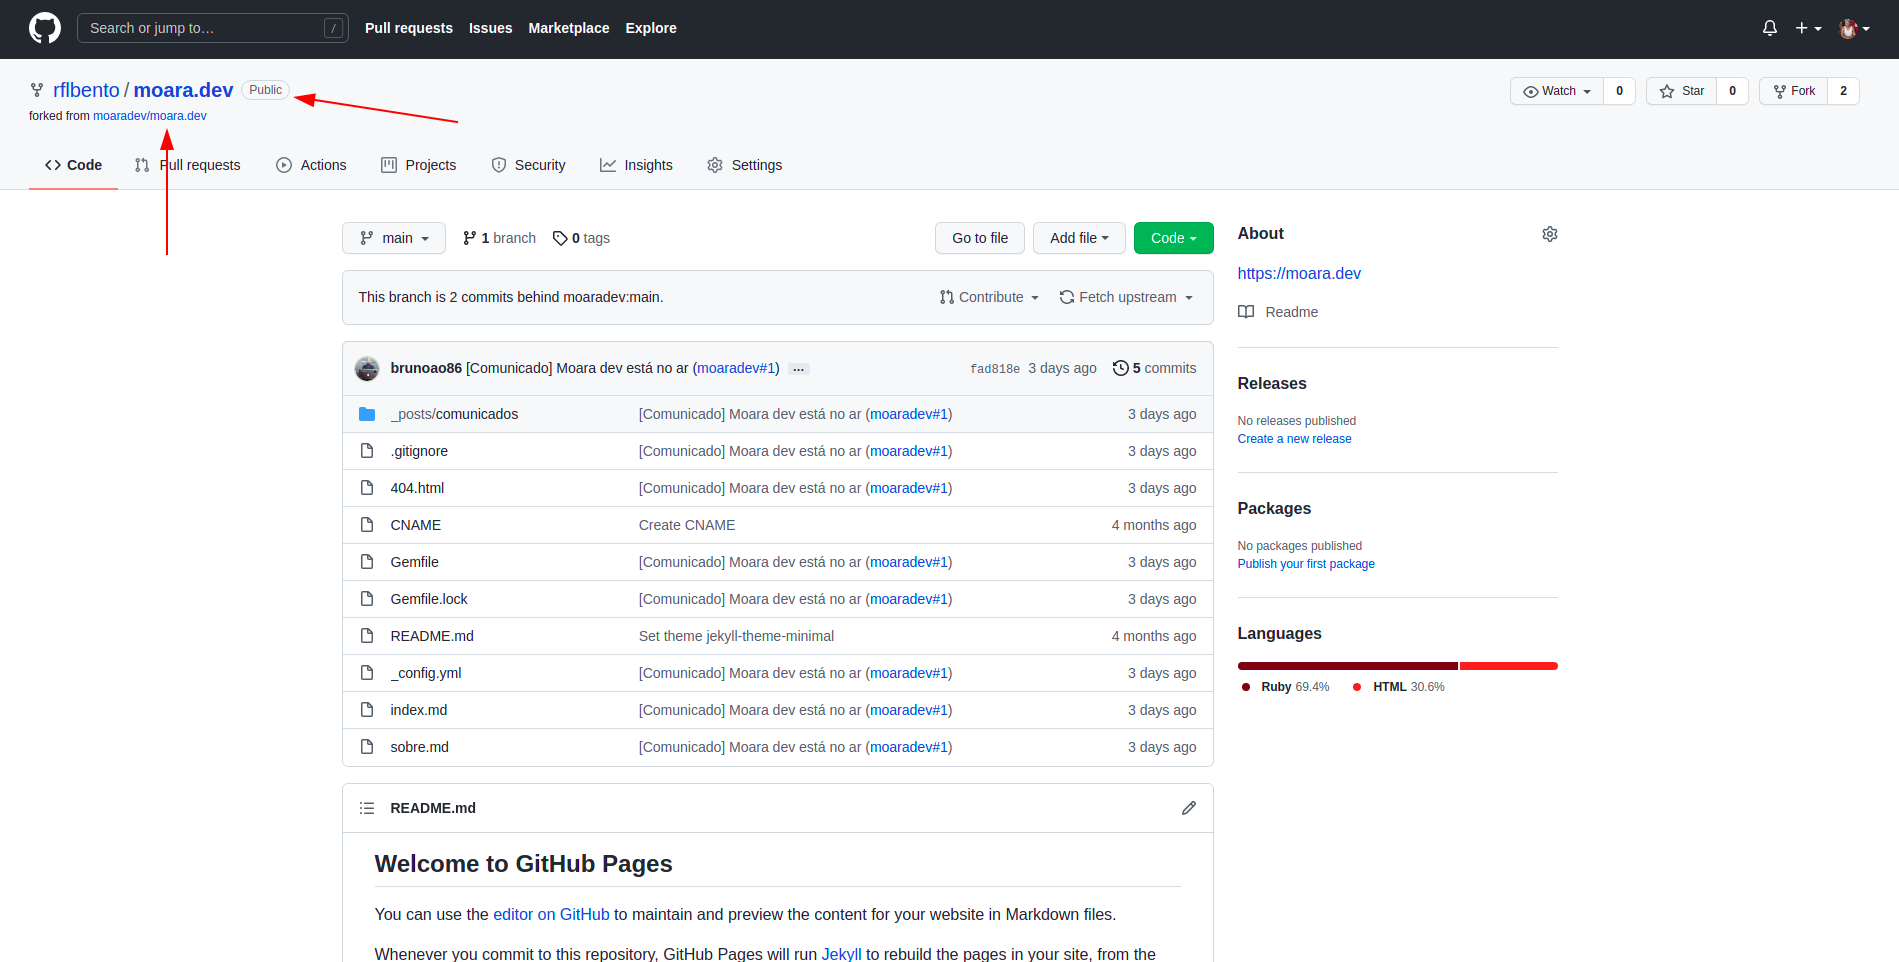 Search or jump to… /
Pull requests Issues Marketplace Explore
rflbento / moara.dev Public
forked from moaradev/moara.dev
Watch 0 Star 0 Fork 2
Code Pull requests Actions Projects Security Insights Settings
main 1 branch 0 tags Go to file Add file Code
This branch is 2 commits behind moaradev:main. Contribute Fetch upstream
brunoao86 [Comunicado] Moara dev está no ar (moaradev#1) … fad818e 3 days ago 5 commits
_posts/comunicados [Comunicado] Moara dev está no ar (moaradev#1) 3 days ago
.gitignore [Comunicado] Moara dev está no ar (moaradev#1) 3 days ago
404.html [Comunicado] Moara dev está no ar (moaradev#1) 3 days ago
CNAME Create CNAME 4 months ago
Gemfile [Comunicado] Moara dev está no ar (moaradev#1) 3 days ago
Gemfile.lock [Comunicado] Moara dev está no ar (moaradev#1) 3 days ago
README.md Set theme jekyll-theme-minimal 4 months ago
_config.yml [Comunicado] Moara dev está no ar (moaradev#1) 3 days ago
index.md [Comunicado] Moara dev está no ar (moaradev#1) 3 days ago
sobre.md [Comunicado] Moara dev está no ar (moaradev#1) 3 days ago
README.md
Welcome to GitHub Pages
You can use the editor on GitHub to maintain and preview the content for your website in Markdown files.
Whenever you commit to this repository, GitHub Pages will run Jekyll to rebuild the pages in your site, from the
About
https://moara.dev
Readme
Releases
No releases published
Create a new release
Packages
No packages published
Publish your first package
Languages
Ruby 69.4% HTML 30.6%